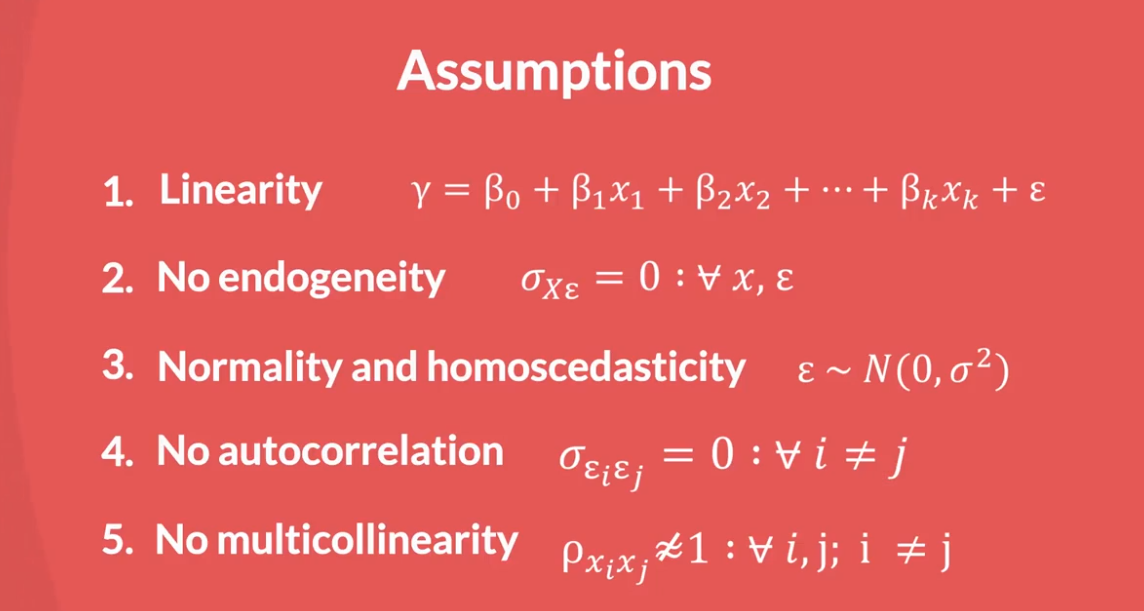 Assumptions
1. Linearity γ = β₀ + β₁x₁ + β₂x₂ + ⋯ + βₖxₖ + ε
2. No endogeneity σ_Xε = 0 : ∀ x, ε
3. Normality and homoscedasticity ε ~ N(0, σ²)
4. No autocorrelation σ_εᵢεⱼ = 0 : ∀ i ≠ j
5. No multicollinearity ρ_xᵢxⱼ ≉ 1 : ∀ i, j; i ≠ j